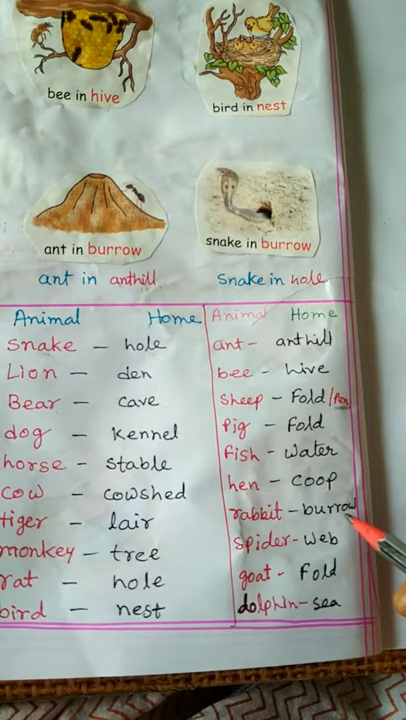 bee in hive
bird in nest
ant in burrow
snake in burrow
ant in anthill
Snake in hole
Animal Home
Snake - hole
Lion - den
Bear - cave
dog - kennel
horse - stable
cow - cowshed
tiger - lair
monkey - tree
rat - hole
bird - nest
Animal Home
ant - anthill
bee - hive
Sheep - Fold/Pen
Pig - Fold
Fish - water
hen - coop
rabbit - burrow
Spider - web
goat - Fold
dolphin - sea